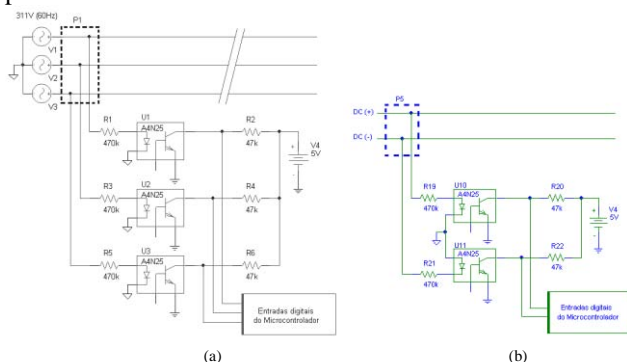 311V (60Hz)
P1
V1
V2
V3
R1
470k
U1
A4N25
R2
47k
V4
5V
R3
470k
U2
A4N25
R4
47k
R5
470k
U3
A4N25
R6
47k
Entradas digitais
do Microcontrolador
(a)
P5
DC (+)
DC (-)
R19
470k
U10
A4N25
R20
47k
V4
5V
R21
470k
U11
A4N25
R22
47k
Entradas digitais
do Microcontrolador
(b)